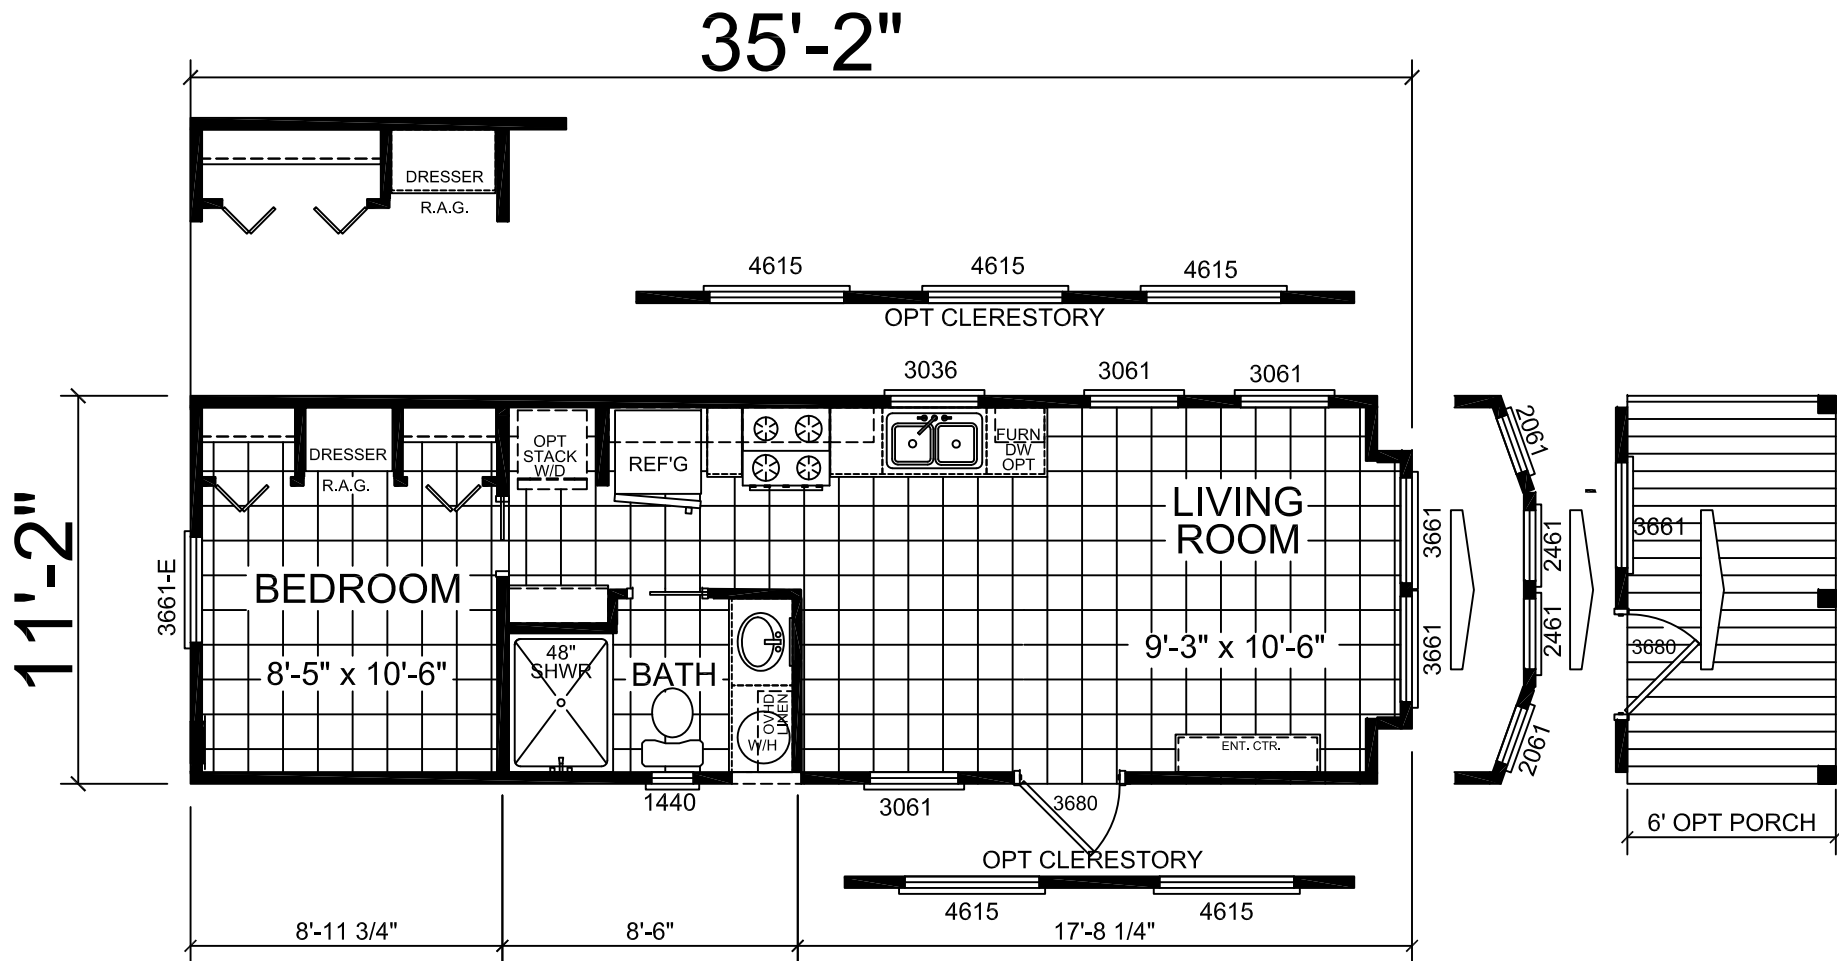 35'-2"
DRESSER
R.A.G.
4615
4615
4615
OPT CLERESTORY
3036
3061
3061
11'-2"
3661-E
DRESSER
R.A.G.
OPT
STACK
W/D
REF'G
FURN
DW
OPT
LIVING
ROOM
BEDROOM
8'-5" x 10'-6"
9'-3" x 10'-6"
48"
SHWR
BATH
OVHD
LINEN
W/H
ENT. CTR.
3661
3661
2061
2461
2461
2061
3661
3680
6' OPT PORCH
1440
3061
3680
OPT CLERESTORY
4615
4615
8'-11 3/4"
8'-6"
17'-8 1/4"